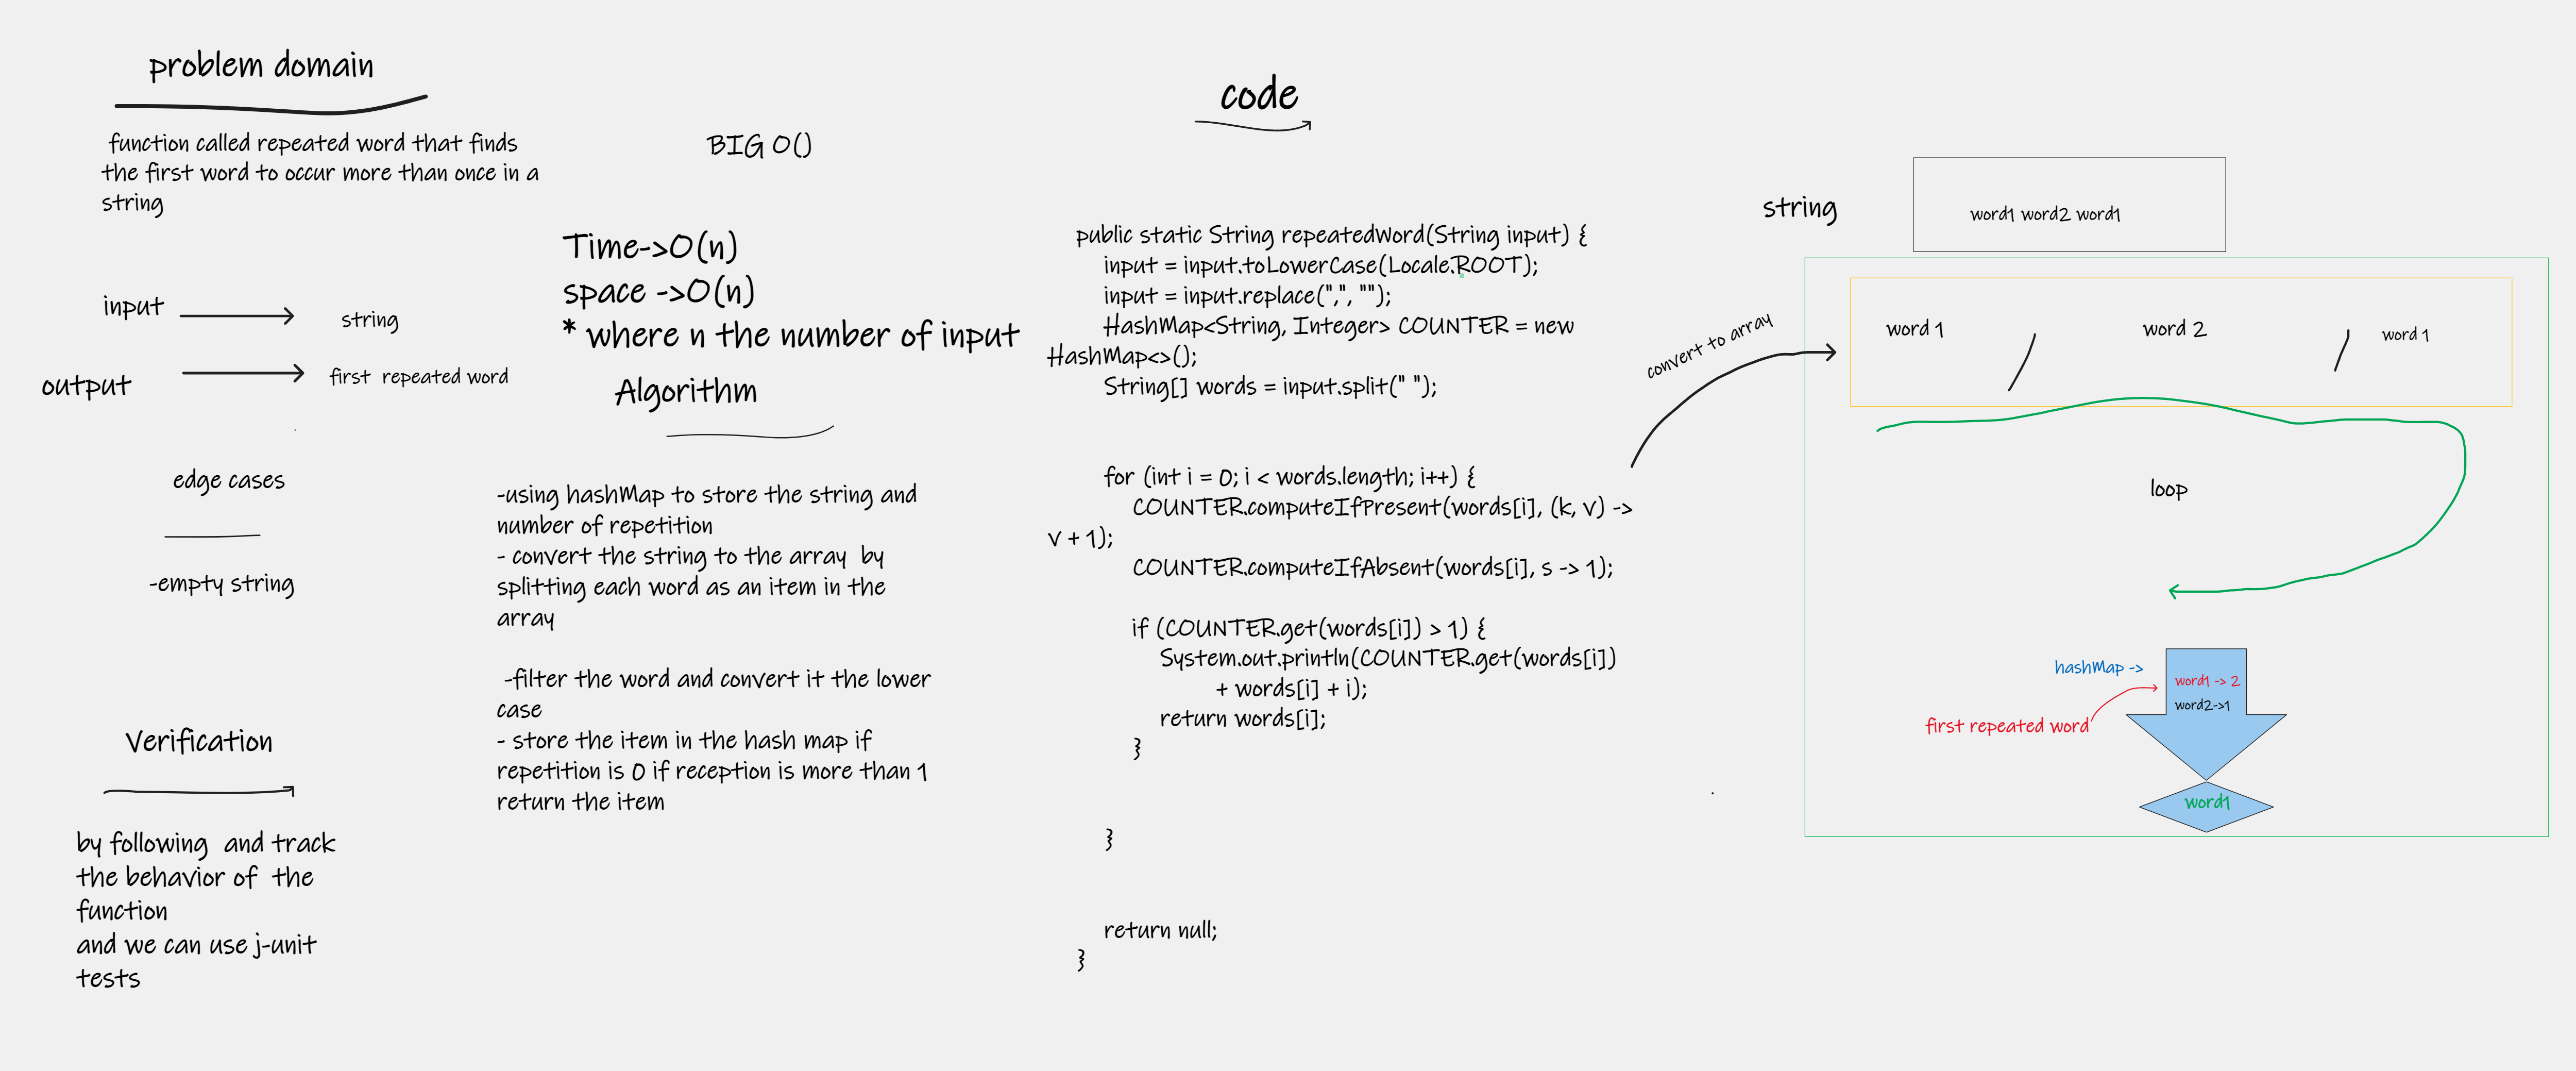 problem domain
function called repeated word that finds
the first word to occur more than once in a
string
input
string
output
first repeated word
edge cases
-empty string
Verification
by following and track
the behavior of the
function
and we can use j-unit
tests
BIG O()
Time->O(n)
space ->O(n)
* where n the number of input
Algorithm
-using hashMap to store the string and
number of repetition
- convert the string to the array by
splitting each word as an item in the
array
-filter the word and convert it the lower
case
- store the item in the hash map if
repetition is 0 if reception is more than 1
return the item
code
public static String repeatedWord(String input) {
input = input.toLowerCase(Locale.ROOT);
input = input.replace(",", "");
HashMap<String, Integer> COUNTER = new
HashMap<>();
String[] words = input.split(" ");
for (int i = 0; i < words.length; i++) {
COUNTER.computeIfPresent(words[i], (k, v) ->
v + 1);
COUNTER.computeIfAbsent(words[i], s -> 1);
if (COUNTER.get(words[i]) > 1) {
System.out.println(COUNTER.get(words[i])
+ words[i] + i);
return words[i];
}
}
return null;
}
string
word1 word2 word1
convert to array
word 1 / word 2 / word 1
loop
hashMap ->
word1 -> 2
word2->1
first repeated word
word1